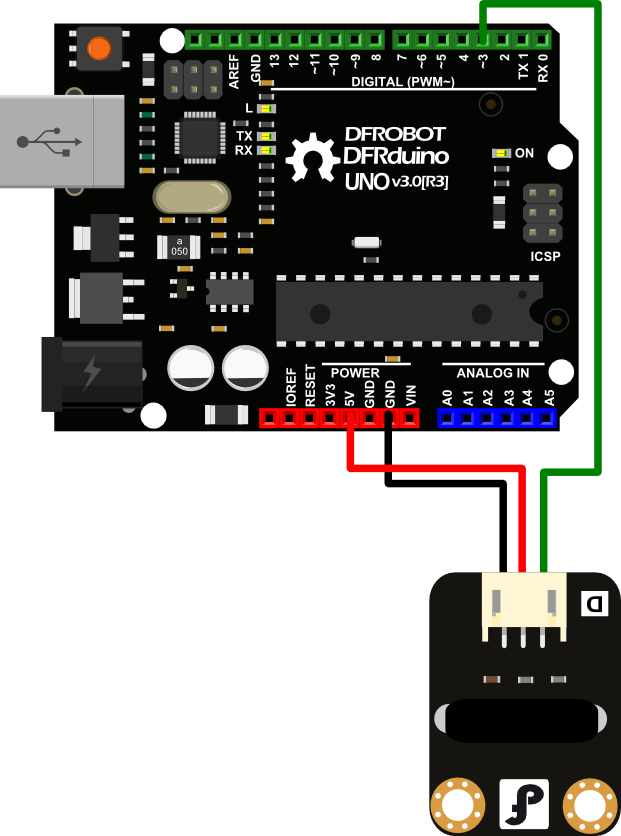 AREF
GND
13
12
~11
~10
~9
8
7
~6
~5
4
~3
2
TX 1
RX 0
DIGITAL (PWM~)
L
TX
RX
DFROBOT
DFRduino
UNO v3.0[R3]
ON
ICSP
a
050
POWER
ANALOG IN
IOREF
RESET
3V3
5V
GND
GND
VIN
A0
A1
A2
A3
A4
A5
D